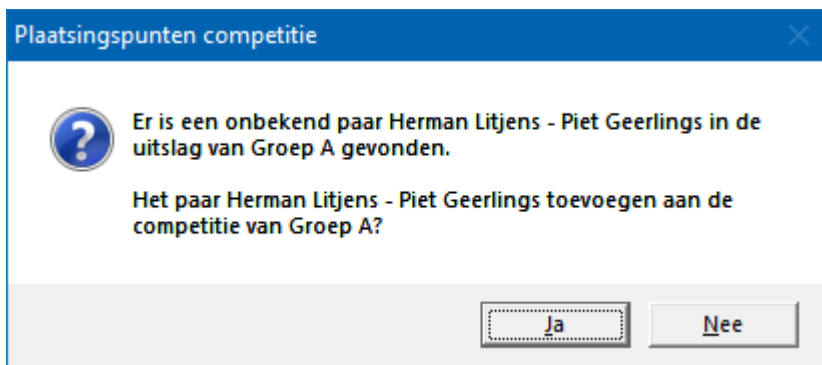 Plaatsingspunten competitie
Er is een onbekend paar Herman Litjens - Piet Geerlings in de
uitslag van Groep A gevonden.
Het paar Herman Litjens - Piet Geerlings toevoegen aan de
competitie van Groep A?
Ja
Nee